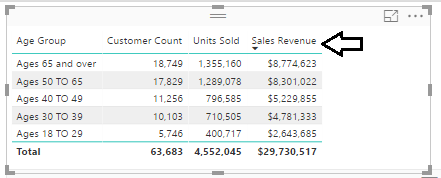 Age Group Customer Count Units Sold Sales Revenue
Ages 65 and over 18,749 1,355,160 $8,774,623
Ages 50 TO 65 17,829 1,289,078 $8,301,022
Ages 40 TO 49 11,256 796,585 $5,229,855
Ages 30 TO 39 10,103 710,505 $4,781,333
Ages 18 TO 29 5,746 400,717 $2,643,685
Total 63,683 4,552,045 $29,730,517